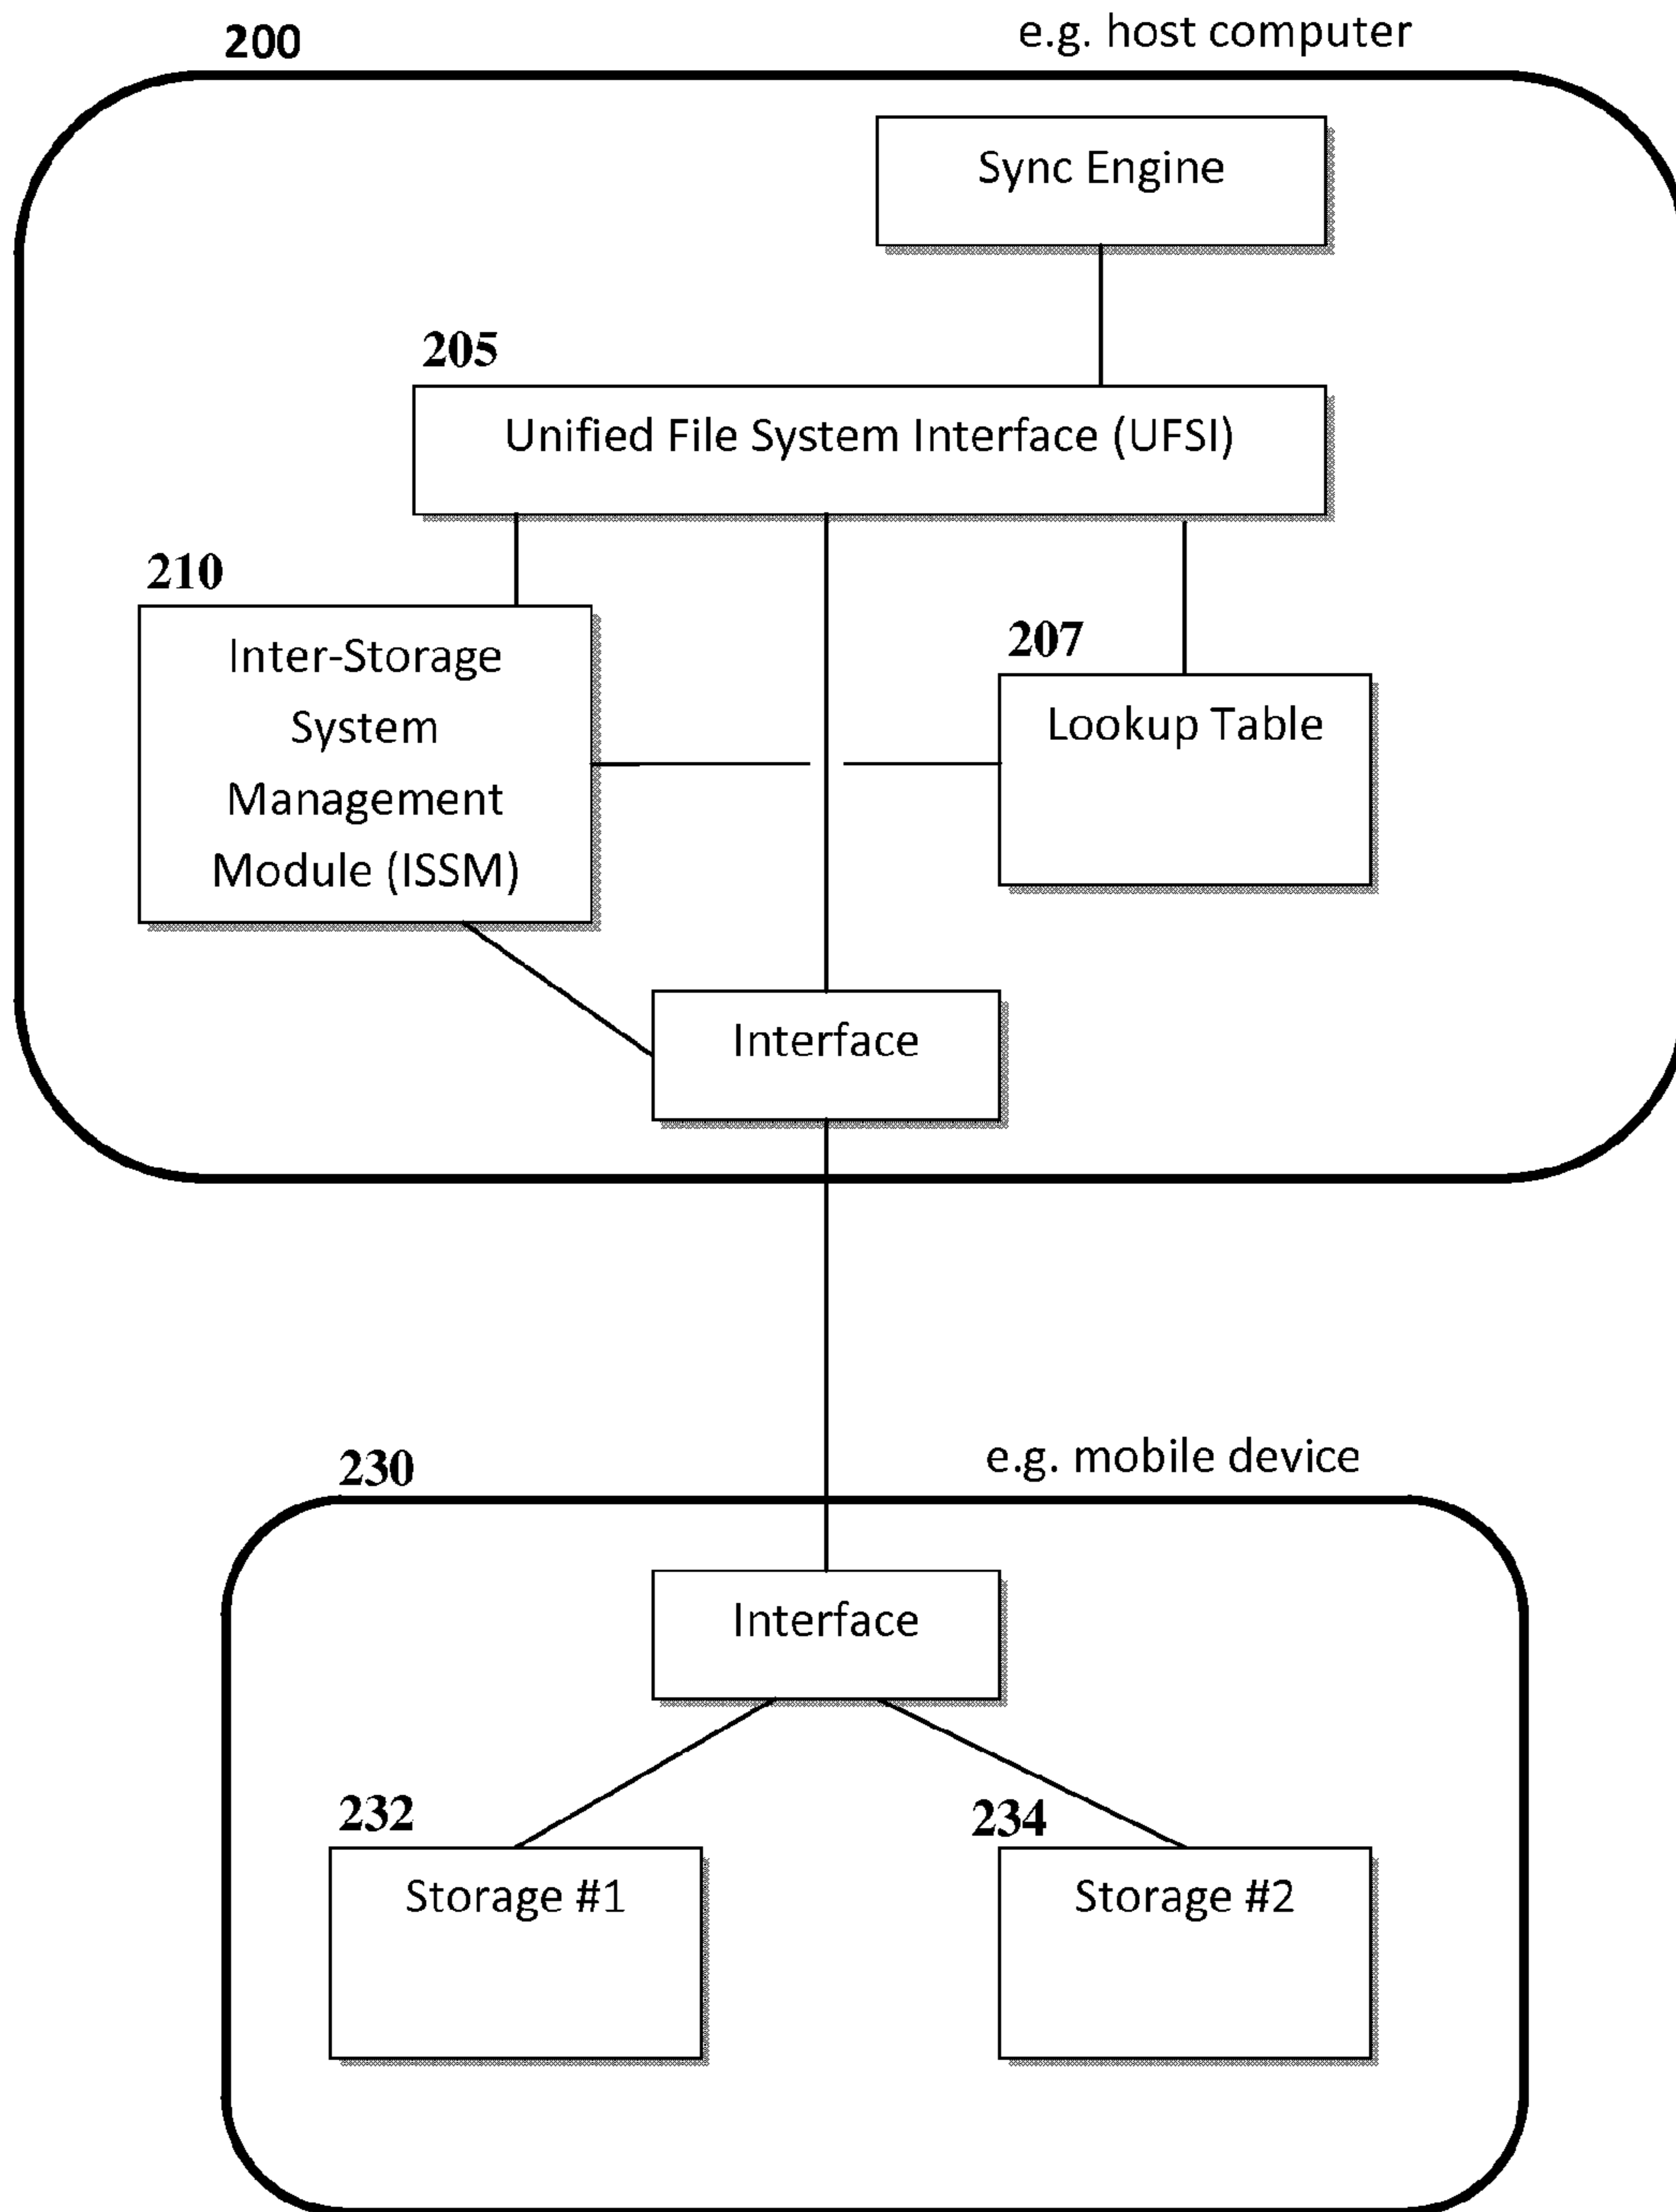 200
e.g. host computer
Sync Engine
205
Unified File System Interface (UFSI)
210
Inter-Storage
System
Management
Module (ISSM)
207
Lookup Table
Interface
230
e.g. mobile device
Interface
232
Storage #1
234
Storage #2